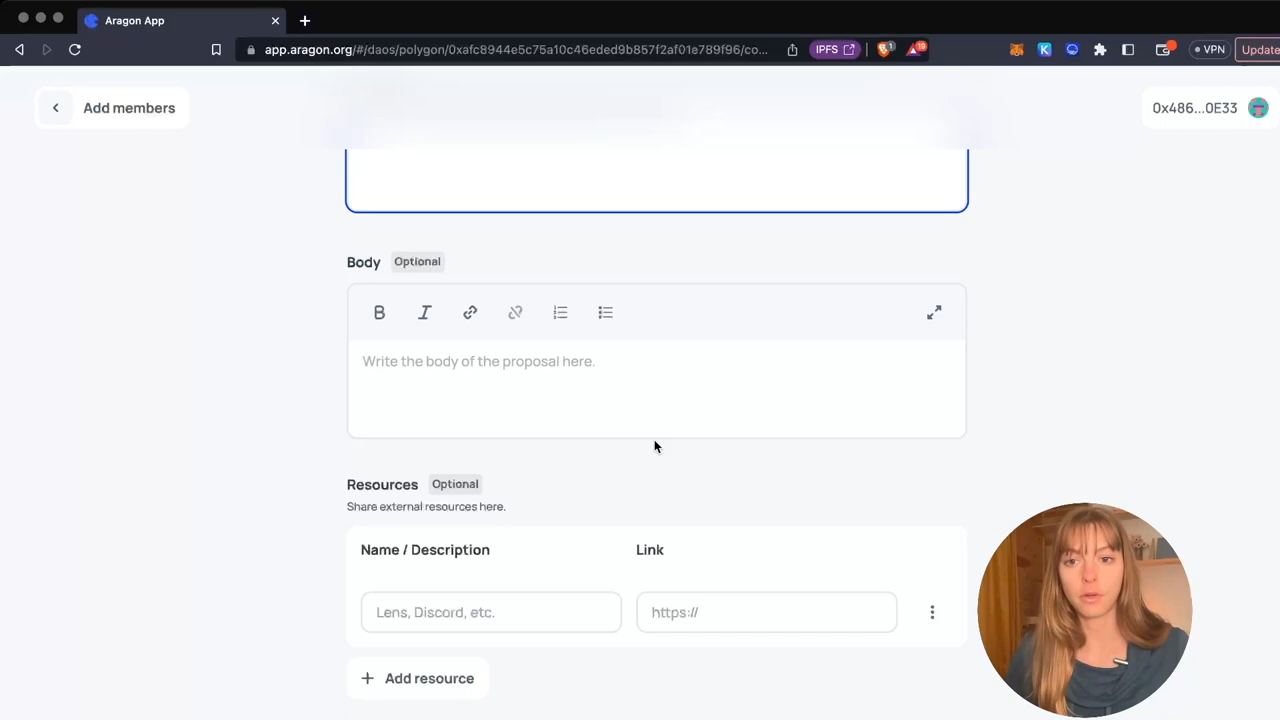 Aragon App
app.aragon.org/#/daos/polygon/0xafc8944e5c75a10c46eded9b857f2af01e789f96/co...
IPFS
1
19
K
VPN
Update
Add members
0x486...0E33
Body Optional
B I
Write the body of the proposal here.
Resources Optional
Share external resources here.
Name / Description Link
Lens, Discord, etc. https://
Add resource